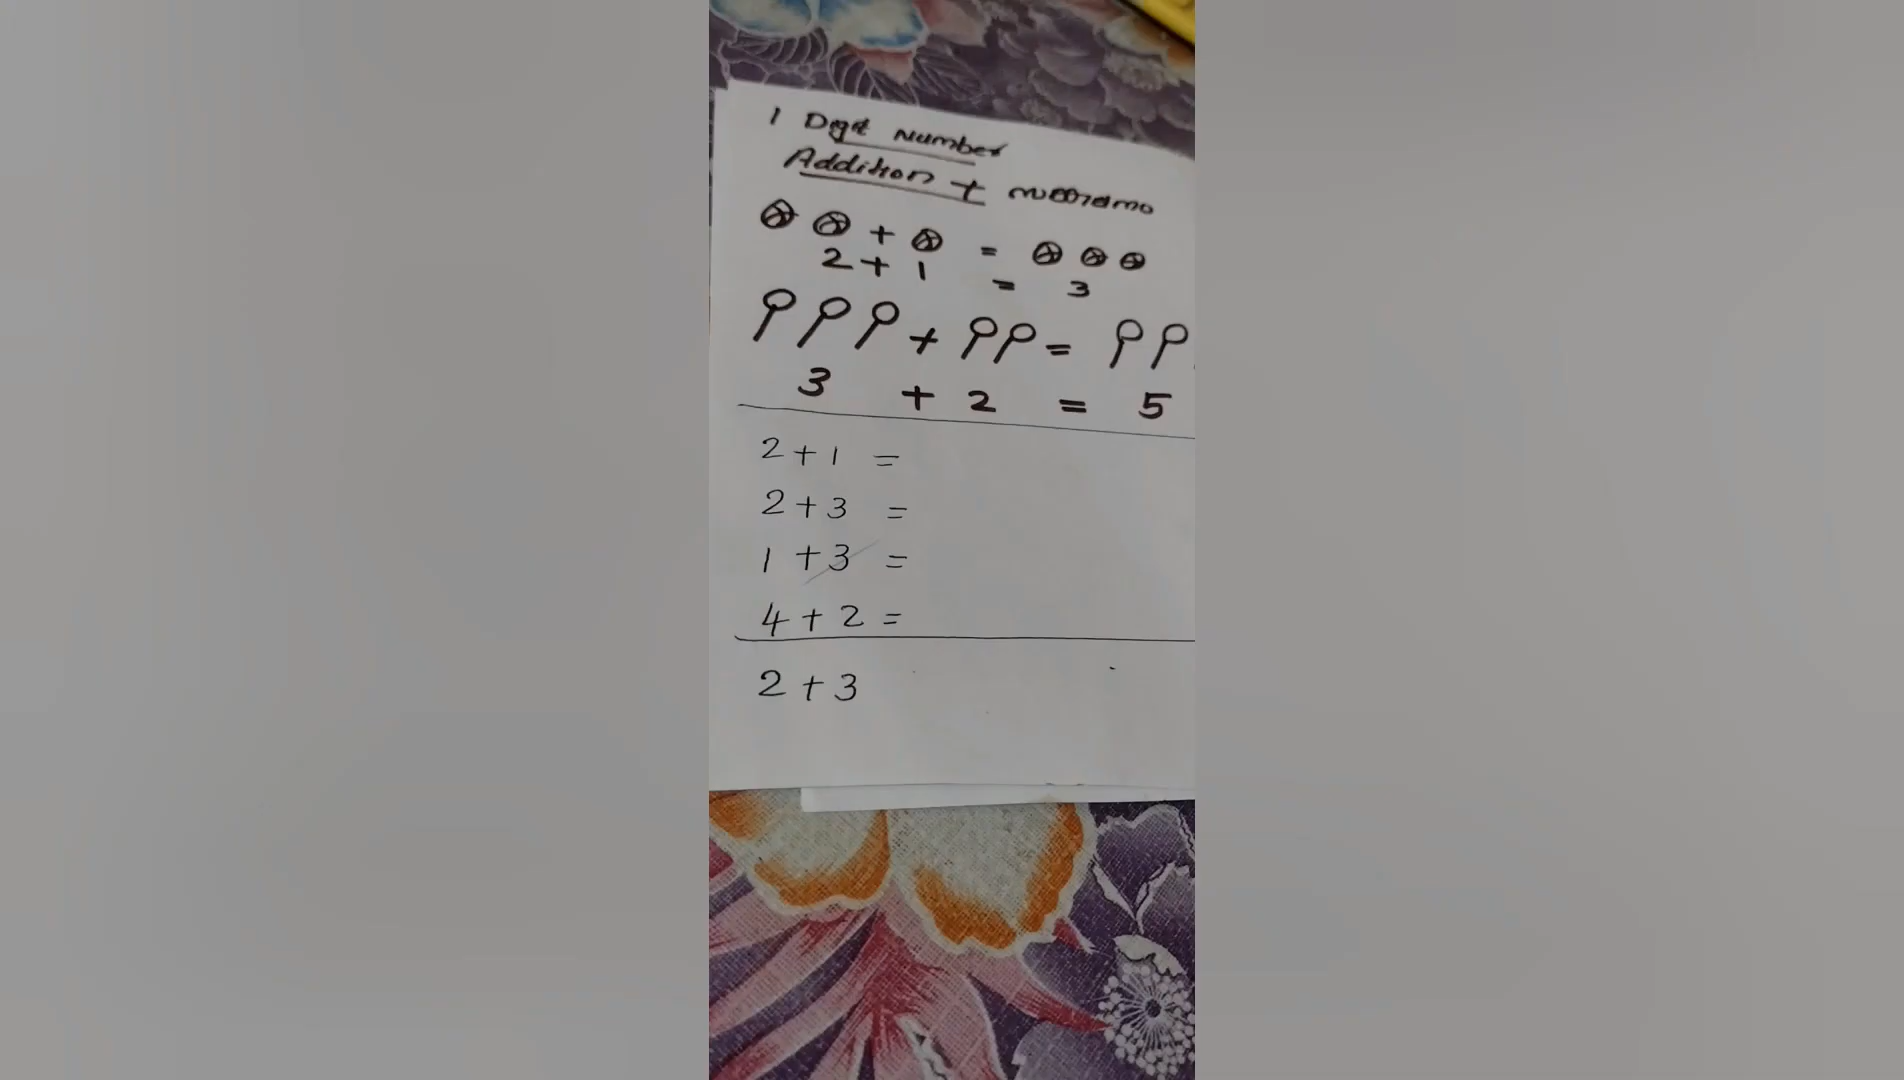 1 Digit Number
Addition +
+ =
2 + 1 = 3
+ =
3 + 2 = 5
2 + 1 =
2 + 3 =
1 + 3 =
4 + 2 =
2 + 3